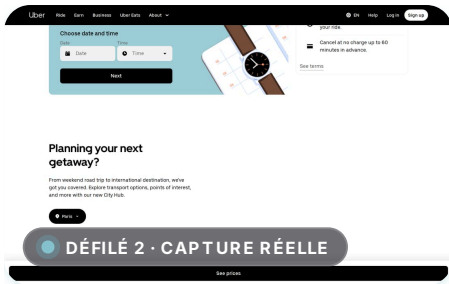 Uber Ride Earn Business Uber Eats About EN Help Log in Sign up
Choose date and time
Date Time
Date Time
Next
your ride.
Cancel at no charge up to 60
minutes in advance.
See terms
Planning your next
getaway?
From weekend road trip to international destination, we've
got you covered. Explore transport options, points of interest,
and more with our new City Hub.
Paris
DÉFILÉ 2 · CAPTURE RÉELLE
See prices